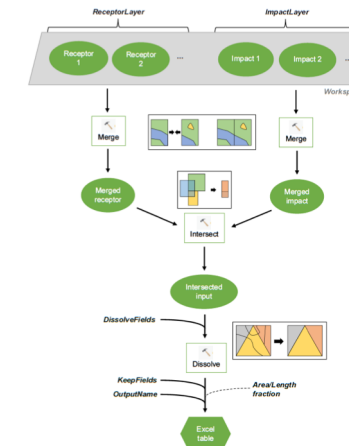 ReceptorLayer
ImpactLayer
Receptor
1
Receptor
2
...
Impact 1
Impact 2
...
Merge
Merge
Merged
receptor
Merged
impact
Intersect
Intersected
input
DissolveFields
Dissolve
KeepFields
OutputName
Area/Length
fraction
Excel
table